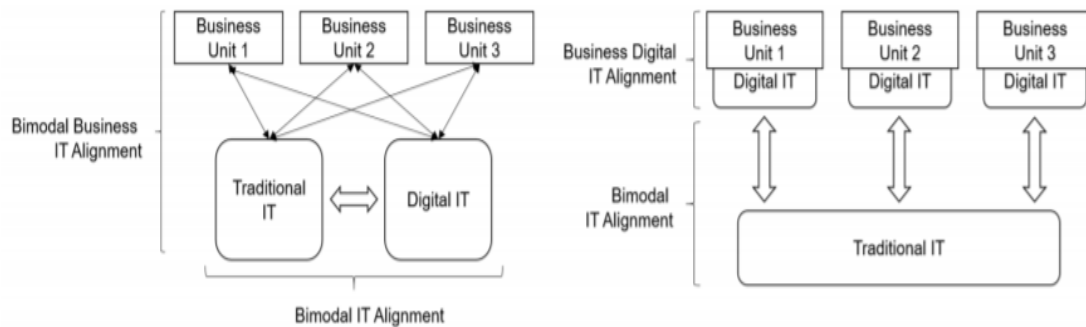 Business
Unit 1
Business
Unit 2
Business
Unit 3
Bimodal Business
IT Alignment
Traditional
IT
Digital IT
Bimodal IT Alignment
Business Digital
IT Alignment
Business
Unit 1
Digital IT
Business
Unit 2
Digital IT
Business
Unit 3
Digital IT
Bimodal
IT Alignment
Traditional IT